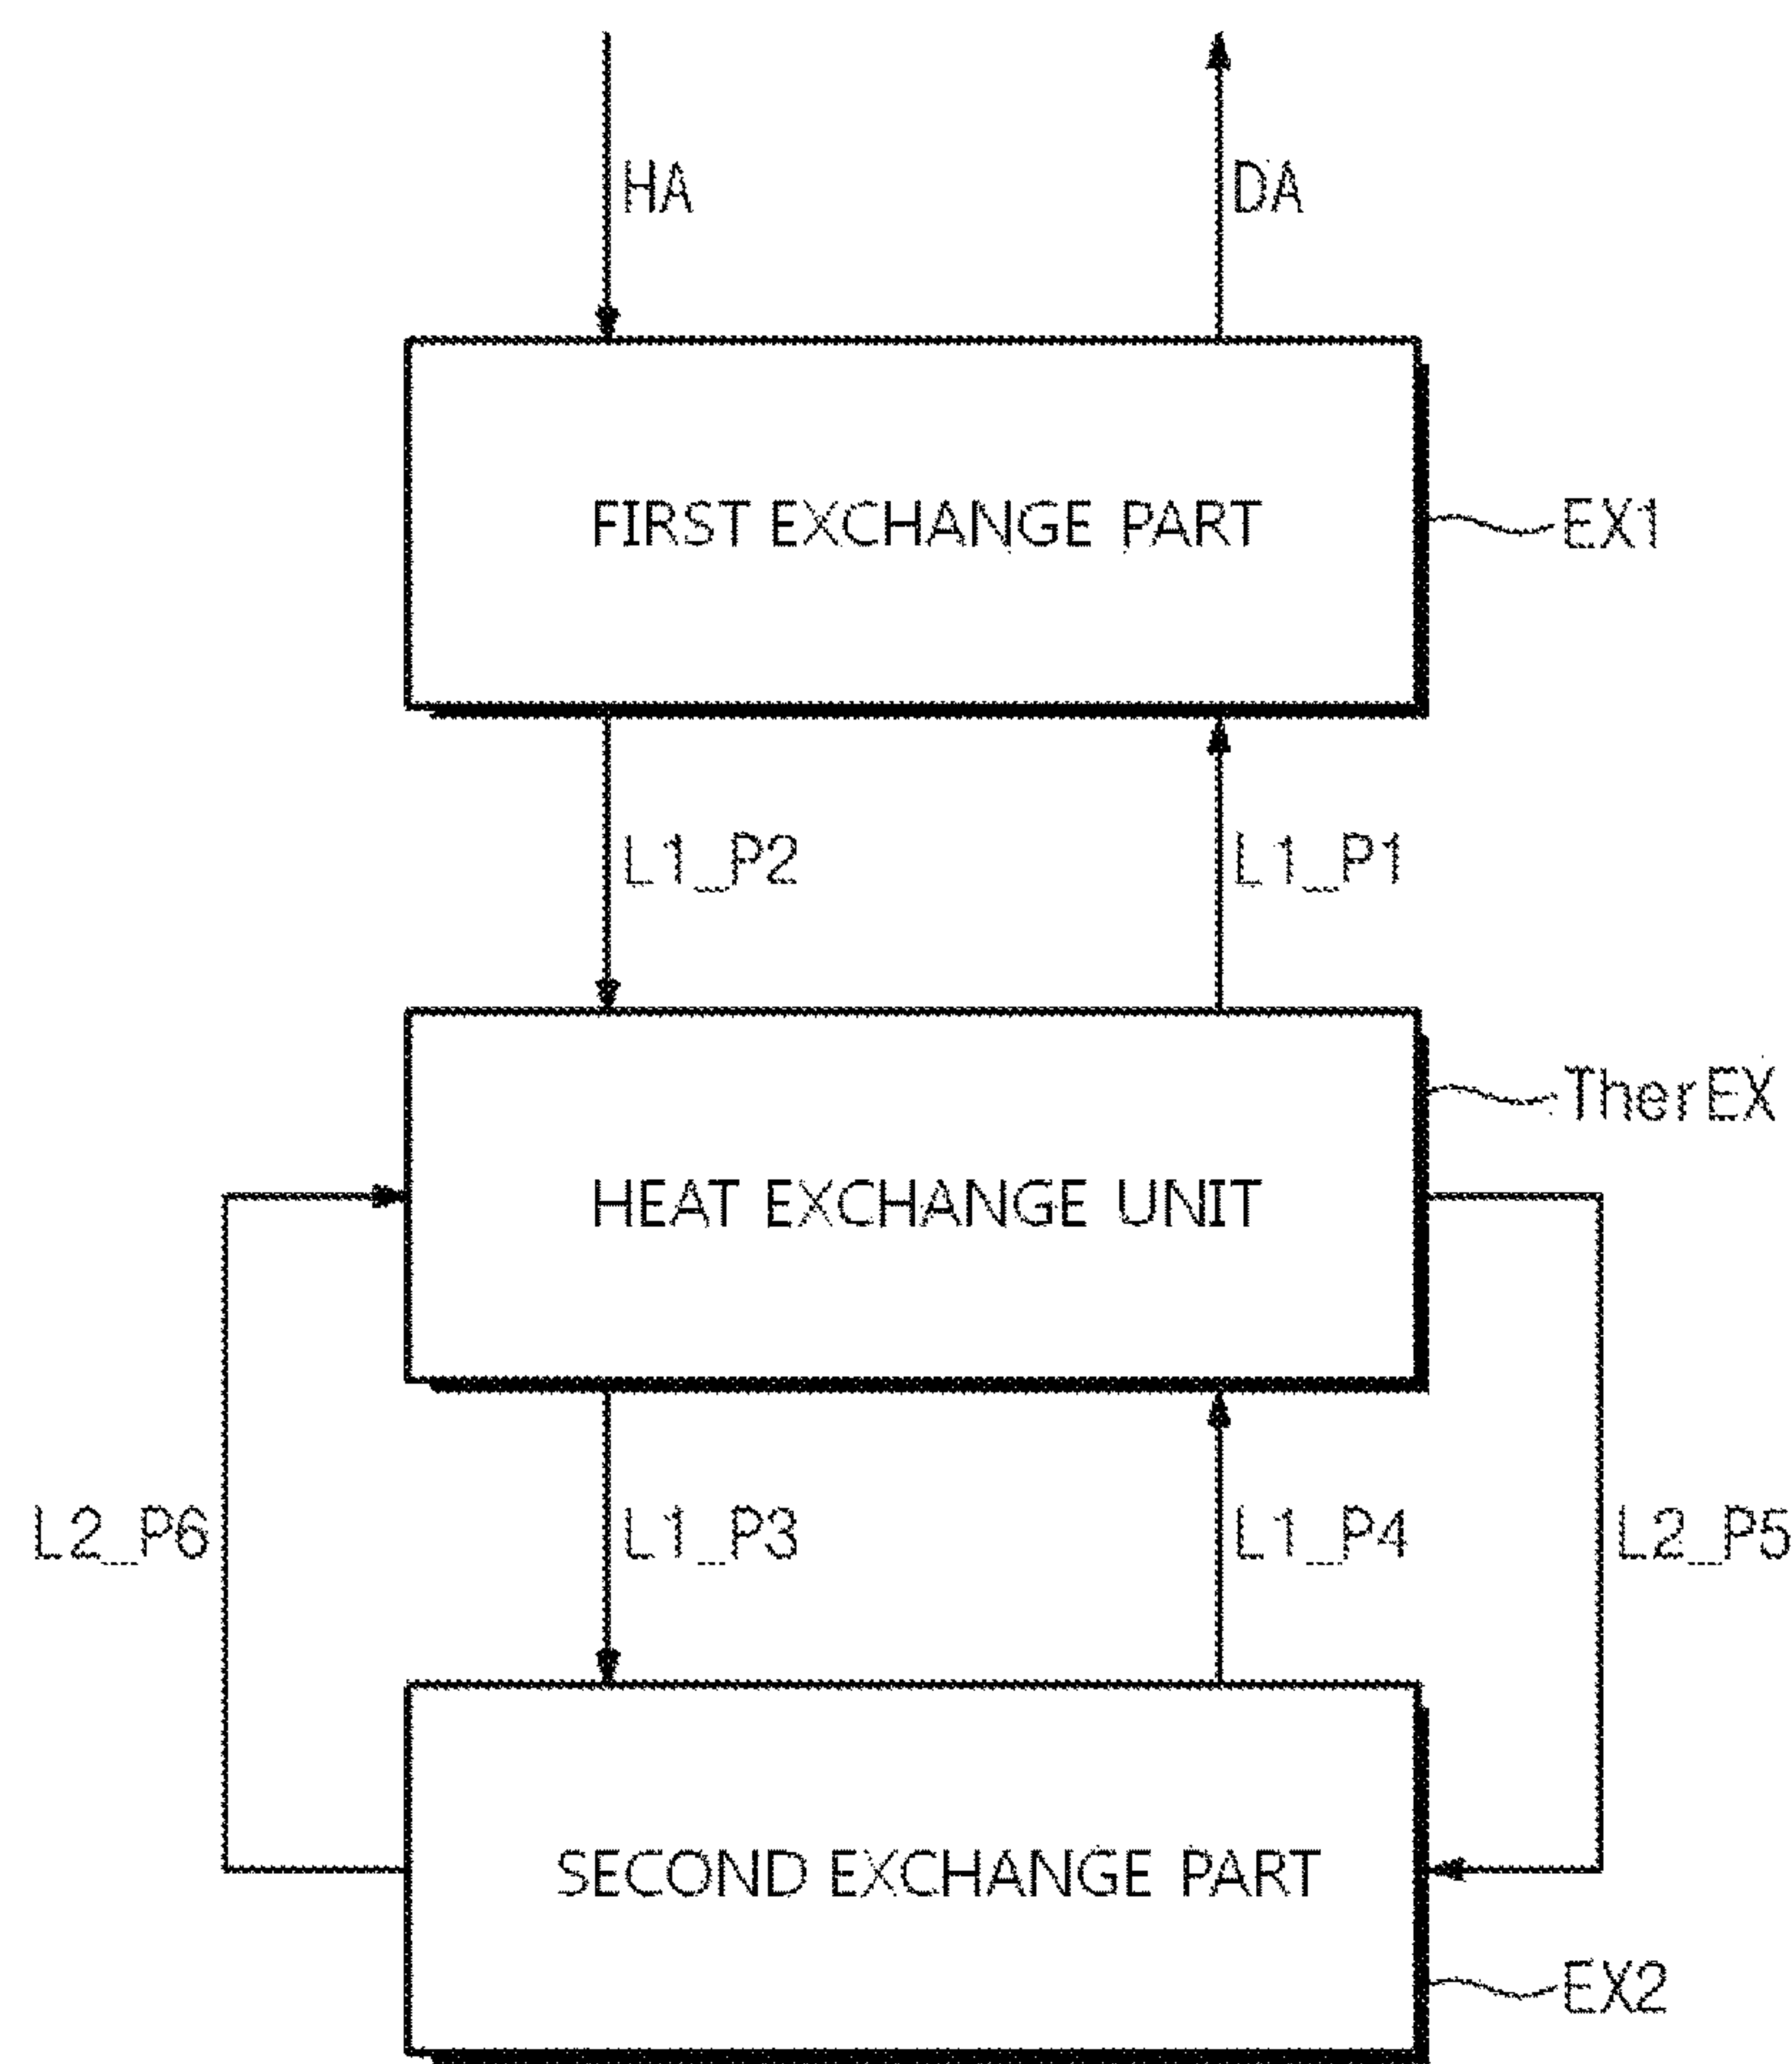 HA
DA
FIRST EXCHANGE PART
EX1
L1_P2
L1_P1
TherEX
HEAT EXCHANGE UNIT
L2_P6
L1_P3
L1_P4
L2_P5
SECOND EXCHANGE PART
EX2